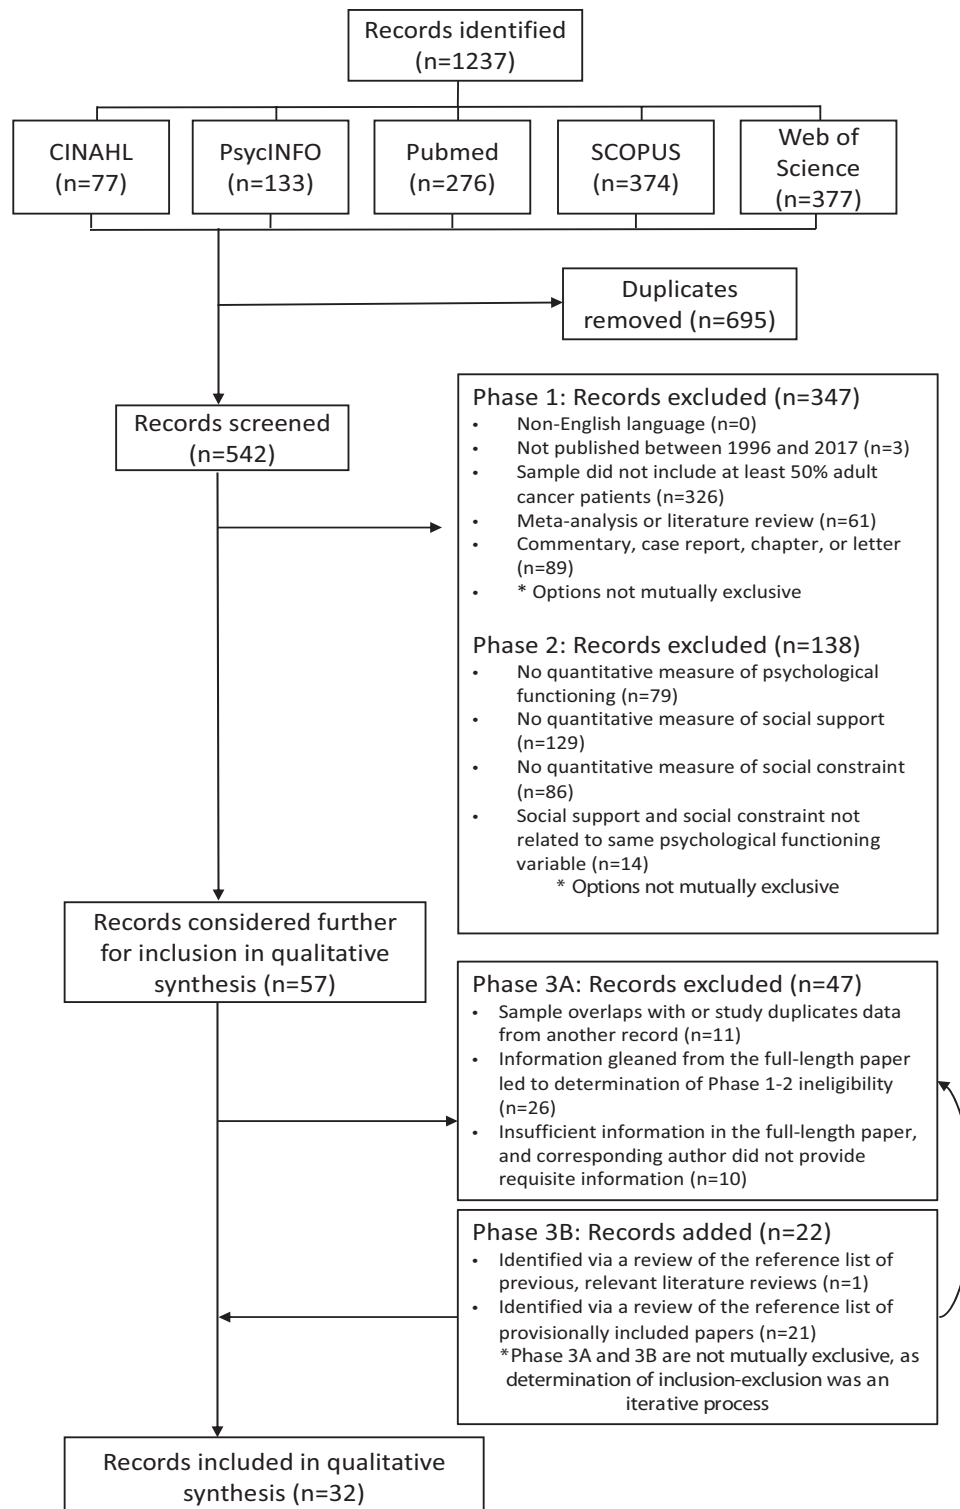 Records identified
(n=1237)
CINAHL
(n=77)
PsycINFO
(n=133)
Pubmed
(n=276)
SCOPUS
(n=374)
Web of
Science
(n=377)
Duplicates
removed (n=695)
Records screened
(n=542)
Phase 1: Records excluded (n=347)
• Non-English language (n=0)
• Not published between 1996 and 2017 (n=3)
• Sample did not include at least 50% adult
cancer patients (n=326)
• Meta-analysis or literature review (n=61)
• Commentary, case report, chapter, or letter
(n=89)
• * Options not mutually exclusive
Phase 2: Records excluded (n=138)
• No quantitative measure of psychological
functioning (n=79)
• No quantitative measure of social support
(n=129)
• No quantitative measure of social constraint
(n=86)
• Social support and social constraint not
related to same psychological functioning
variable (n=14)
* Options not mutually exclusive
Records considered further
for inclusion in qualitative
synthesis (n=57)
Phase 3A: Records excluded (n=47)
• Sample overlaps with or study duplicates data
from another record (n=11)
• Information gleaned from the full-length paper
led to determination of Phase 1-2 ineligibility
(n=26)
• Insufficient information in the full-length paper,
and corresponding author did not provide
requisite information (n=10)
Phase 3B: Records added (n=22)
• Identified via a review of the reference list of
previous, relevant literature reviews (n=1)
• Identified via a review of the reference list of
provisionally included papers (n=21)
*Phase 3A and 3B are not mutually exclusive, as
determination of inclusion-exclusion was an
iterative process
Records included in qualitative
synthesis (n=32)